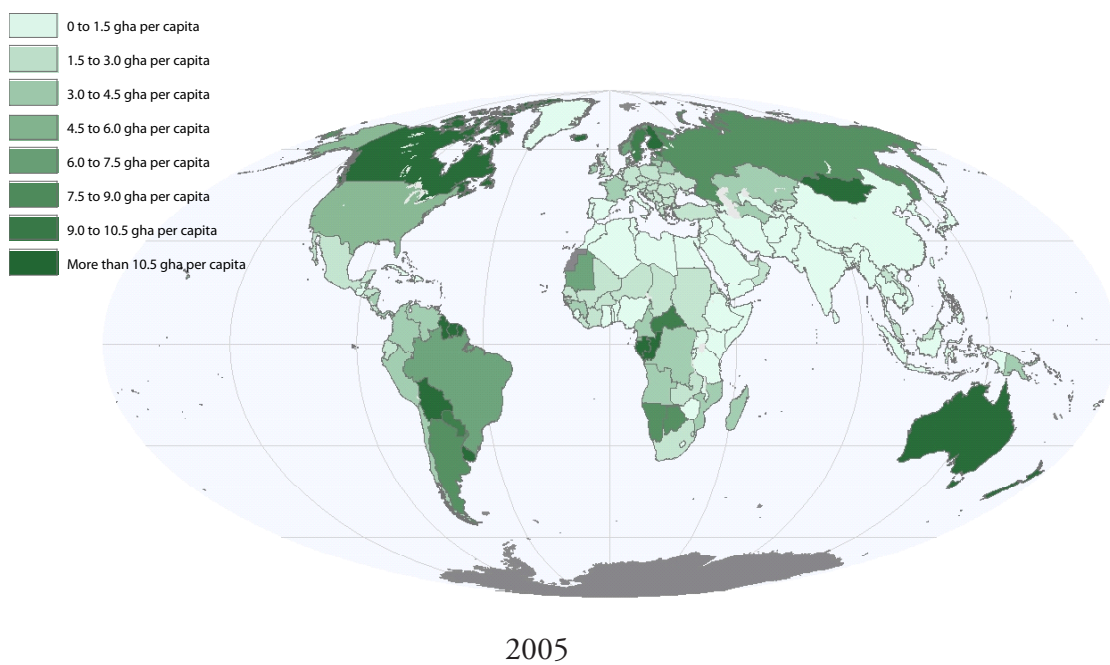 0 to 1.5 gha per capita
1.5 to 3.0 gha per capita
3.0 to 4.5 gha per capita
4.5 to 6.0 gha per capita
6.0 to 7.5 gha per capita
7.5 to 9.0 gha per capita
9.0 to 10.5 gha per capita
More than 10.5 gha per capita
2005